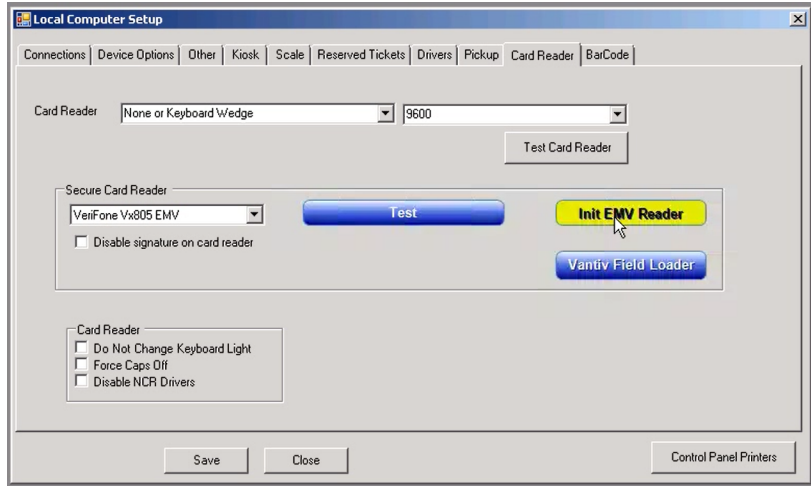 Local Computer Setup
Connections Device Options Other Kiosk Scale Reserved Tickets Drivers Pickup Card Reader BarCode
Card Reader None or Keyboard Wedge 9600
Test Card Reader
Secure Card Reader
VeriFone Vx805 EMV Test Init EMV Reader
Disable signature on card reader
Vantiv Field Loader
Card Reader
Do Not Change Keyboard Light
Force Caps Off
Disable NCR Drivers
Save Close Control Panel Printers